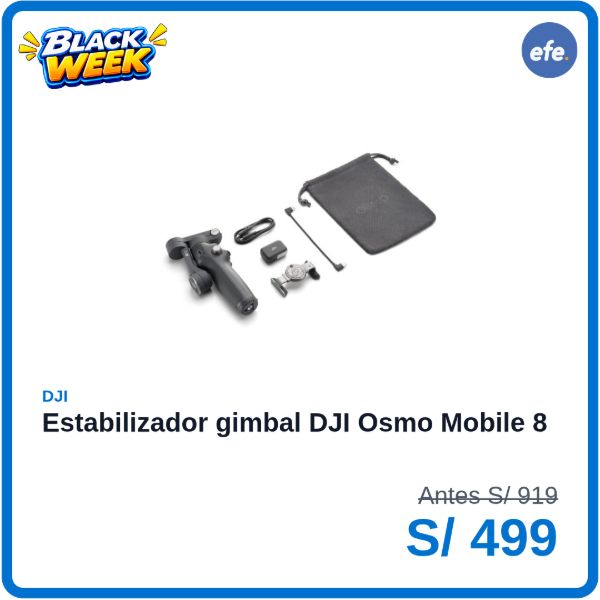 BLACK
WEEK
efe.
DJI
Estabilizador gimbal DJI Osmo Mobile 8
Antes S/ 919
S/ 499